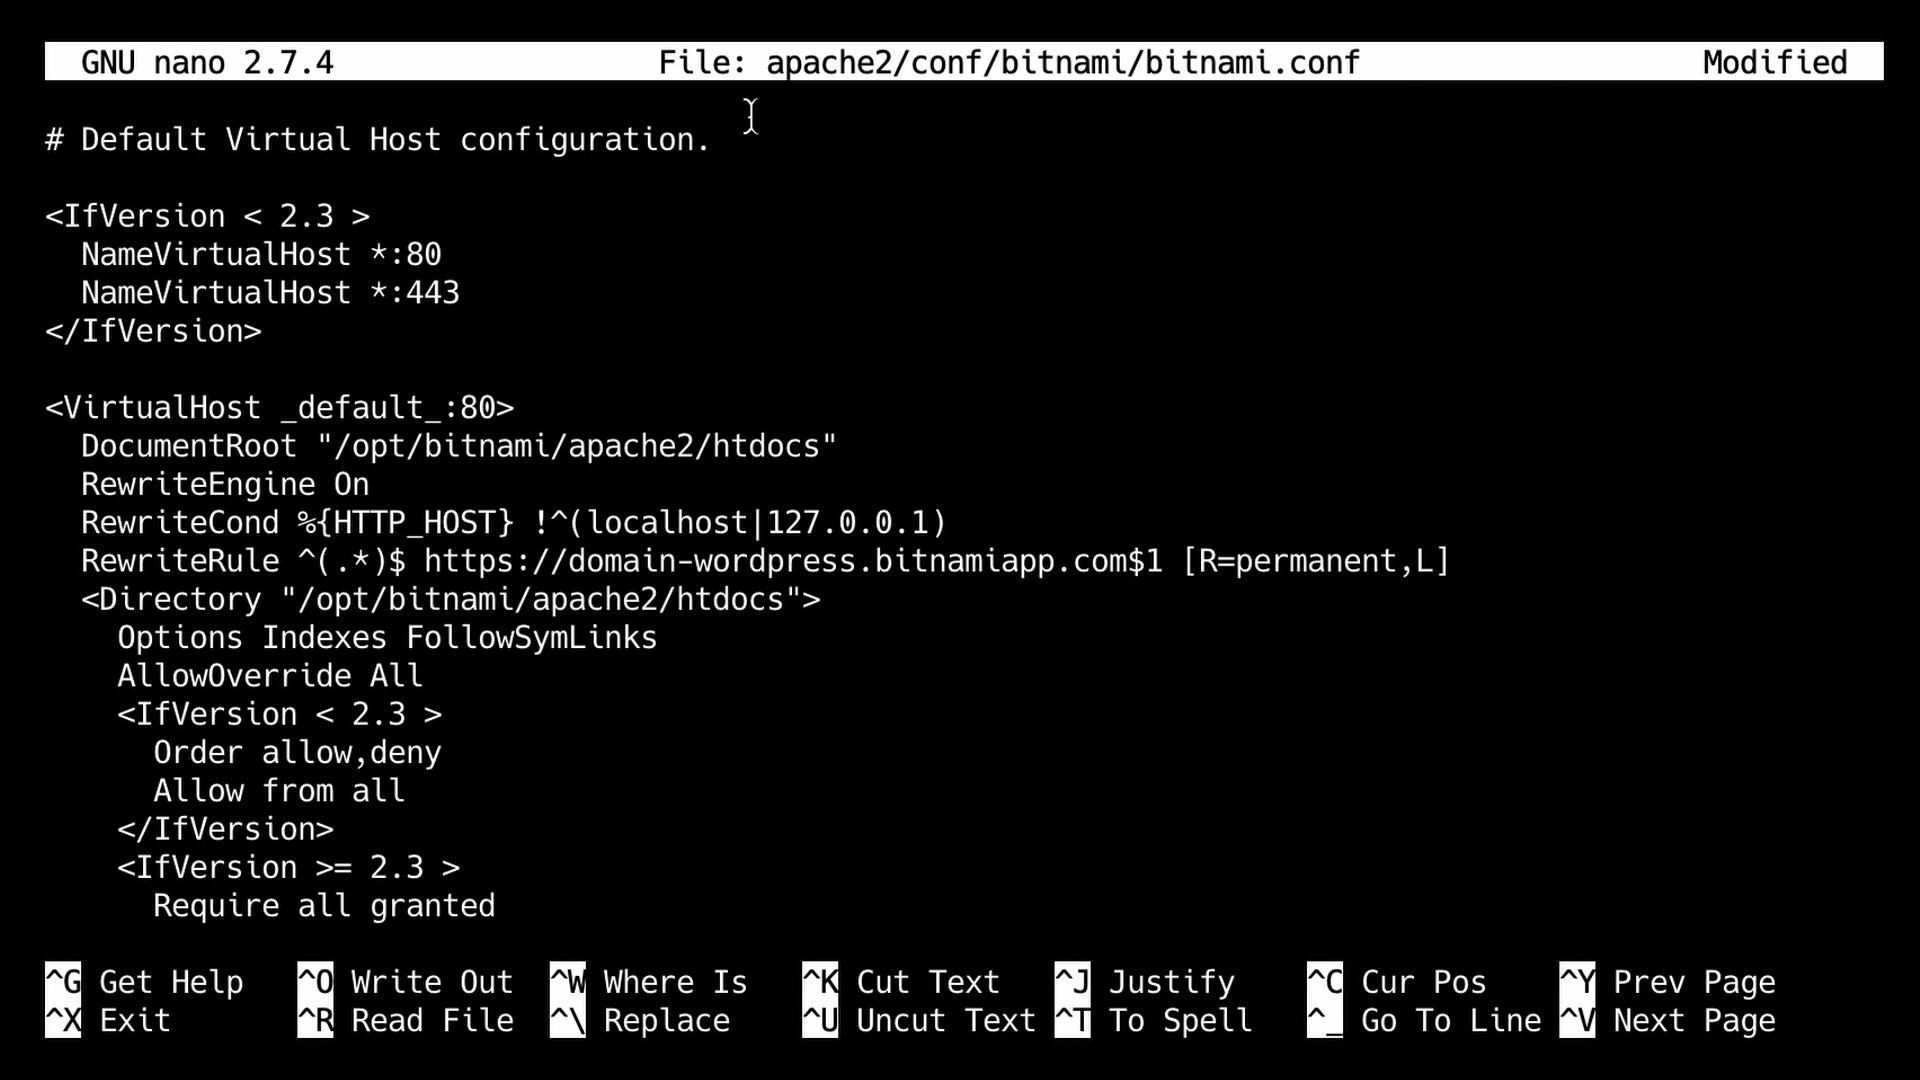 GNU nano 2.7.4 File: apache2/conf/bitnami/bitnami.conf Modified
# Default Virtual Host configuration.
<IfVersion < 2.3 >
  NameVirtualHost *:80
  NameVirtualHost *:443
</IfVersion>
<VirtualHost _default_:80>
  DocumentRoot "/opt/bitnami/apache2/htdocs"
  RewriteEngine On
  RewriteCond %{HTTP_HOST} !^(localhost|127.0.0.1)
  RewriteRule ^(.*)$ https://domain-wordpress.bitnamiapp.com$1 [R=permanent,L]
  <Directory "/opt/bitnami/apache2/htdocs">
    Options Indexes FollowSymLinks
    AllowOverride All
    <IfVersion < 2.3 >
      Order allow,deny
      Allow from all
    </IfVersion>
    <IfVersion >= 2.3 >
      Require all granted
^G Get Help ^O Write Out ^W Where Is ^K Cut Text ^J Justify ^C Cur Pos ^Y Prev Page
^X Exit ^R Read File ^\ Replace ^U Uncut Text ^T To Spell ^_ Go To Line ^V Next Page